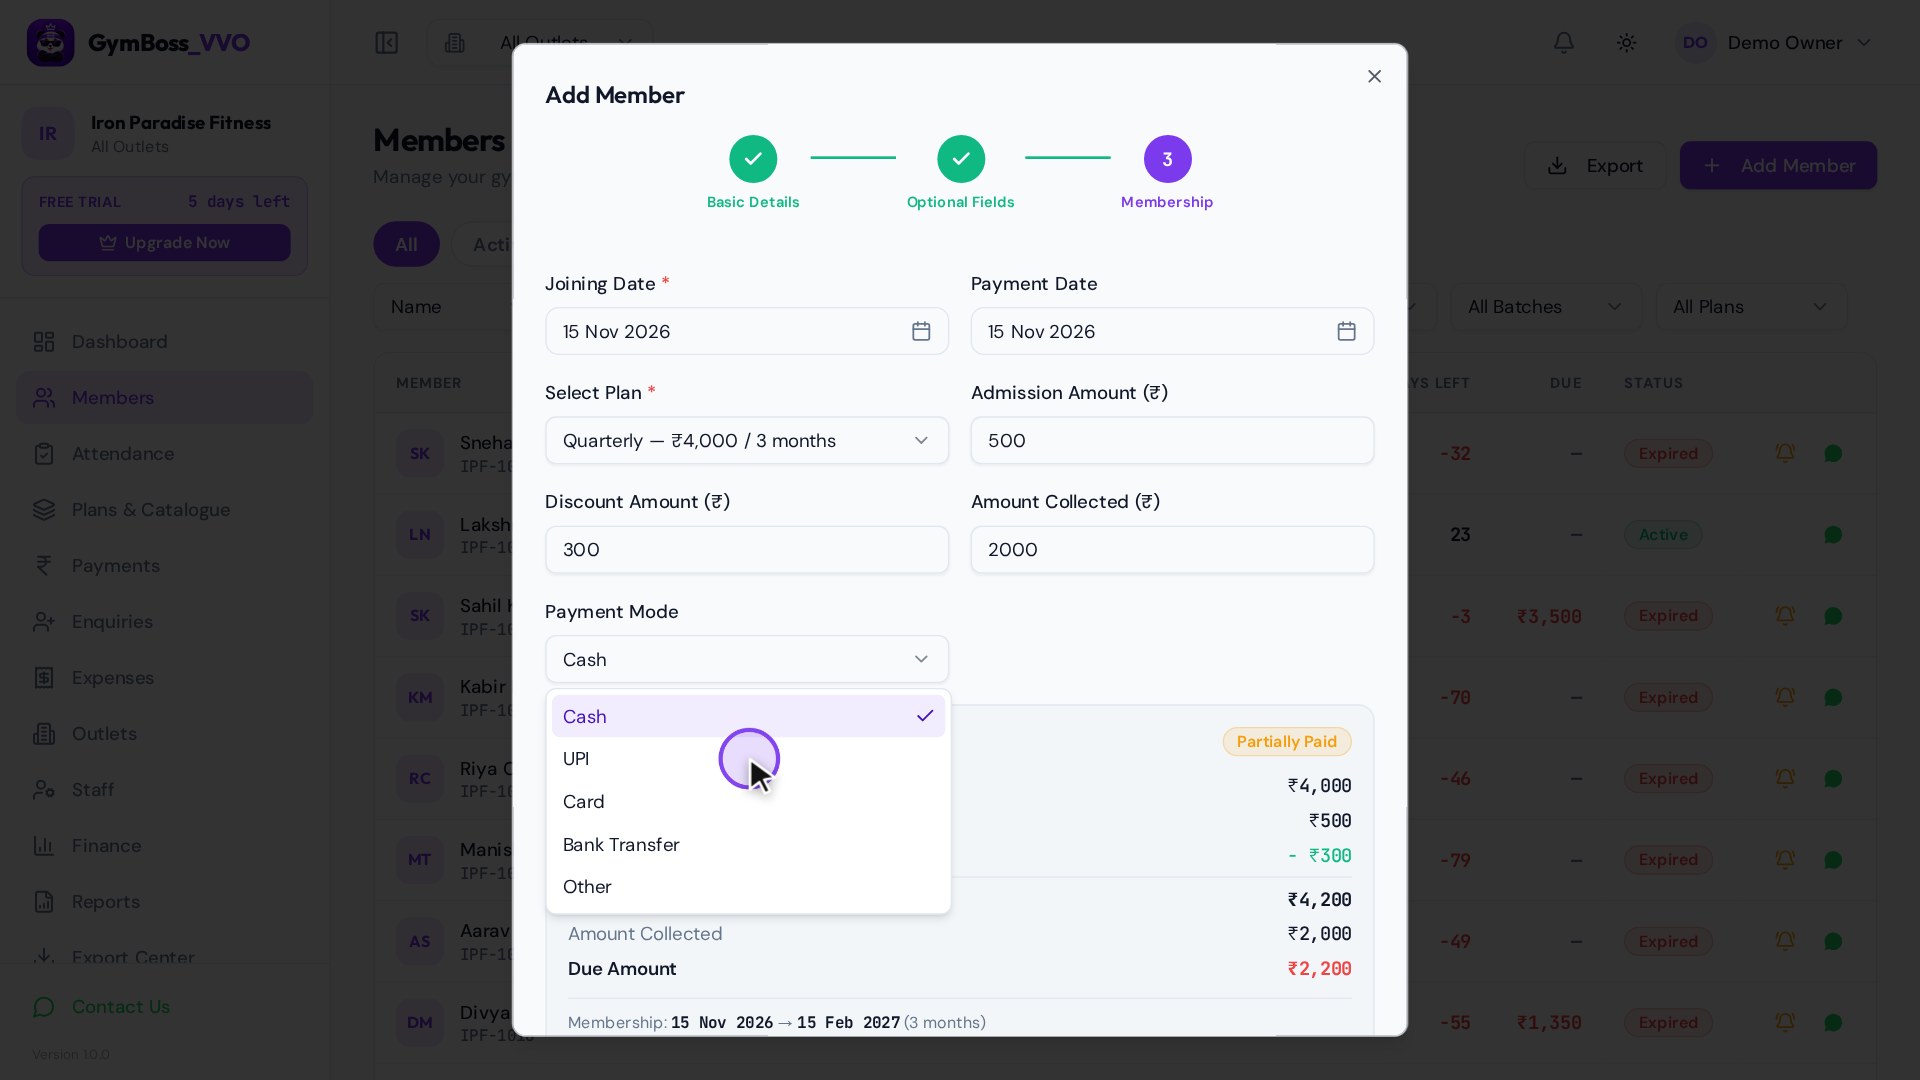 GymBoss_VVO
All Outlets
DO
Demo Owner
IR
Iron Paradise Fitness
All Outlets
FREE TRIAL
5 days left
Upgrade Now
Dashboard
Members
Attendance
Plans & Catalogue
Payments
Enquiries
Expenses
Outlets
Staff
Finance
Reports
Export Center
Contact Us
Version 1.0.0
Members
Manage your gy
Export
Add Member
All
Name
All Batches
All Plans
MEMBER
LEFT
DUE
STATUS
SK
Sneha
-32
—
Expired
LN
23
—
Active
SK
Sahil
-3
₹3,500
Expired
KM
Kabir
-70
—
Expired
RC
Riya
-46
—
Expired
MT
-79
—
Expired
AS
Aarav
-49
—
Expired
DM
Divya
-55
₹1,350
Expired
Add Member
3
Basic Details
Optional Fields
Membership
Joining Date *
15 Nov 2026
Payment Date
15 Nov 2026
Select Plan *
Quarterly — ₹4,000 / 3 months
Admission Amount (₹)
500
Discount Amount (₹)
300
Amount Collected (₹)
2000
Payment Mode
Cash
Cash
UPI
Card
Bank Transfer
Other
Partially Paid
₹4,000
₹500
- ₹300
₹4,200
Amount Collected
₹2,000
Due Amount
₹2,200
Membership: 15 Nov 2026 → 15 Feb 2027 (3 months)